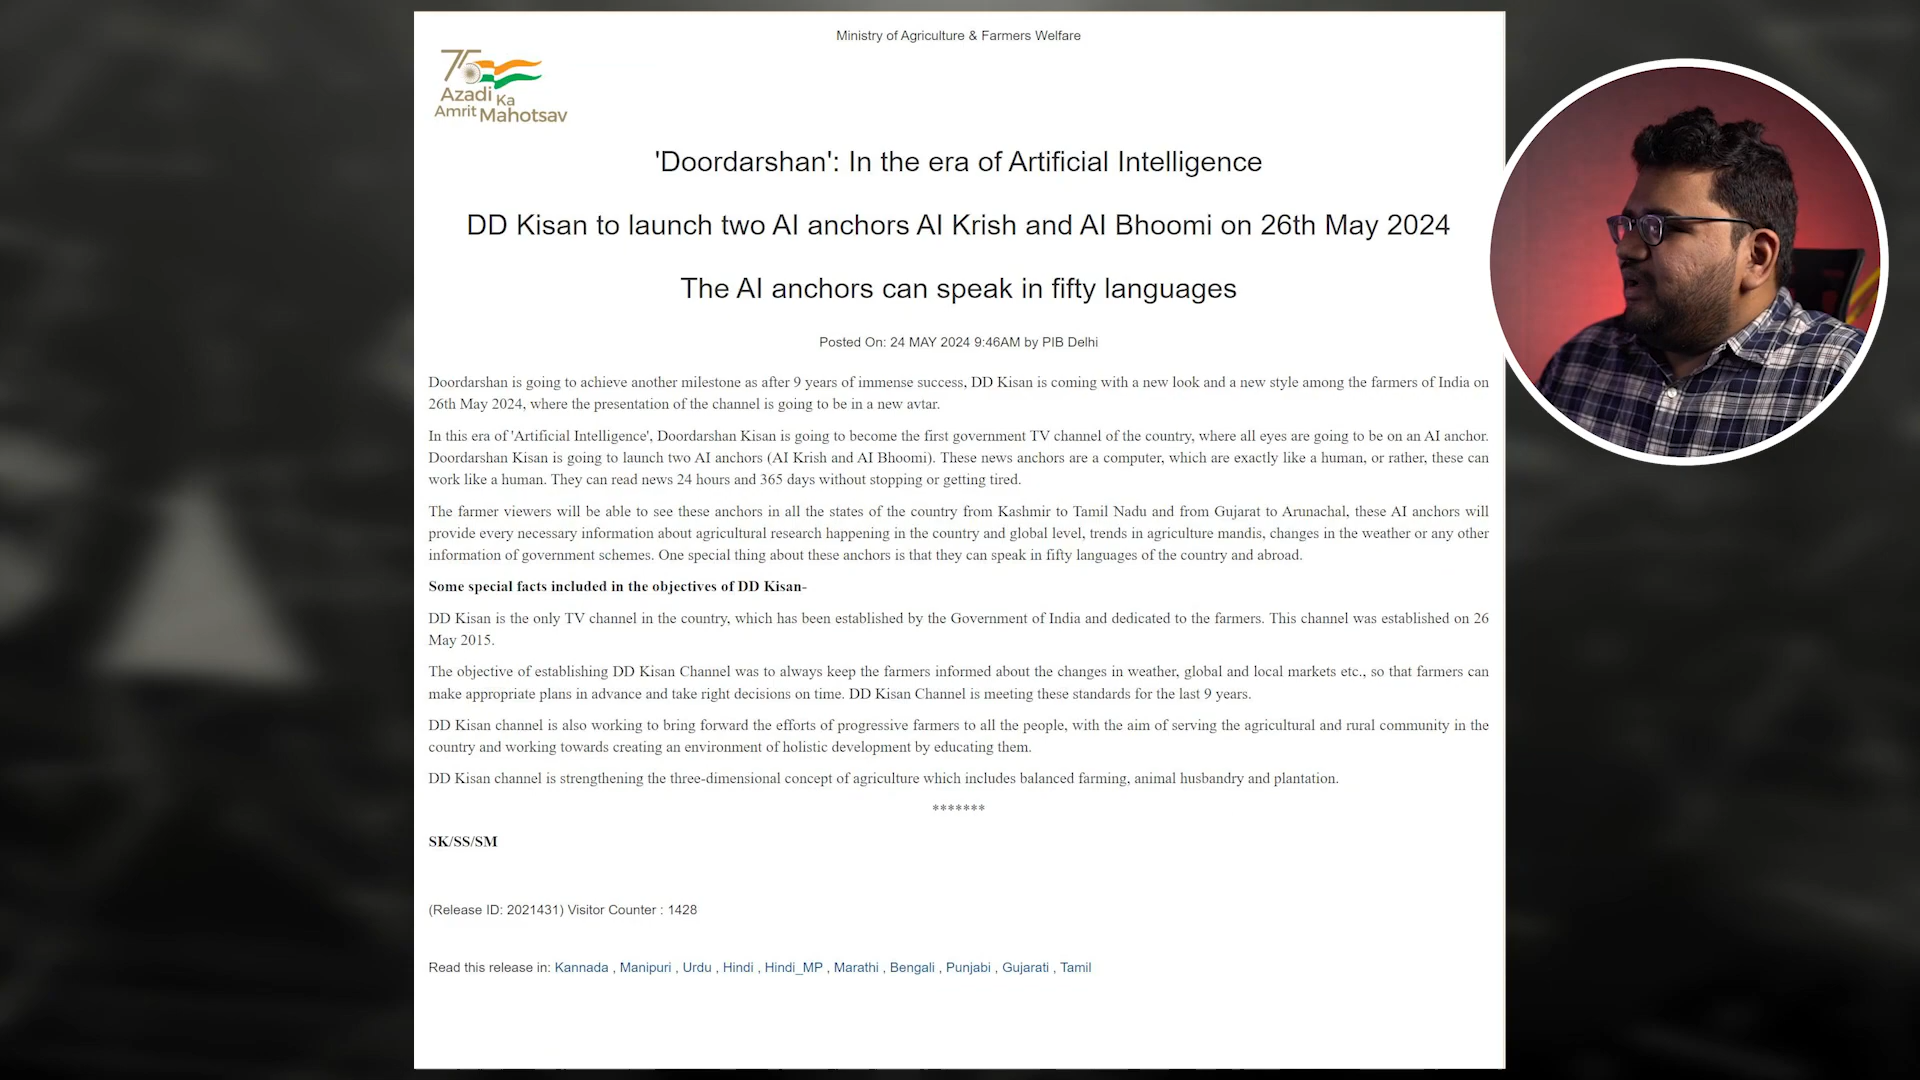 Ministry of Agriculture & Farmers Welfare
75
Azadi Ka
Amrit Mahotsav
'Doordarshan': In the era of Artificial Intelligence
DD Kisan to launch two AI anchors AI Krish and AI Bhoomi on 26th May 2024
The AI anchors can speak in fifty languages
Posted On: 24 MAY 2024 9:46AM by PIB Delhi
Doordarshan is going to achieve another milestone as after 9 years of immense success, DD Kisan is coming with a new look and a new style among the farmers of India on
26th May 2024, where the presentation of the channel is going to be in a new avtar.
In this era of 'Artificial Intelligence', Doordarshan Kisan is going to become the first government TV channel of the country, where all eyes are going to be on an AI anchor.
Doordarshan Kisan is going to launch two AI anchors (AI Krish and AI Bhoomi). These news anchors are a computer, which are exactly like a human, or rather, these can
work like a human. They can read news 24 hours and 365 days without stopping or getting tired.
The farmer viewers will be able to see these anchors in all the states of the country from Kashmir to Tamil Nadu and from Gujarat to Arunachal, these AI anchors will
provide every necessary information about agricultural research happening in the country and global level, trends in agriculture mandis, changes in the weather or any other
information of government schemes. One special thing about these anchors is that they can speak in fifty languages of the country and abroad.
Some special facts included in the objectives of DD Kisan-
DD Kisan is the only TV channel in the country, which has been established by the Government of India and dedicated to the farmers. This channel was established on 26
May 2015.
The objective of establishing DD Kisan Channel was to always keep the farmers informed about the changes in weather, global and local markets etc., so that farmers can
make appropriate plans in advance and take right decisions on time. DD Kisan Channel is meeting these standards for the last 9 years.
DD Kisan channel is also working to bring forward the efforts of progressive farmers to all the people, with the aim of serving the agricultural and rural community in the
country and working towards creating an environment of holistic development by educating them.
DD Kisan channel is strengthening the three-dimensional concept of agriculture which includes balanced farming, animal husbandry and plantation.
*******
SK/SS/SM
(Release ID: 2021431) Visitor Counter : 1428
Read this release in: Kannada , Manipuri , Urdu , Hindi , Hindi_MP , Marathi , Bengali , Punjabi , Gujarati , Tamil